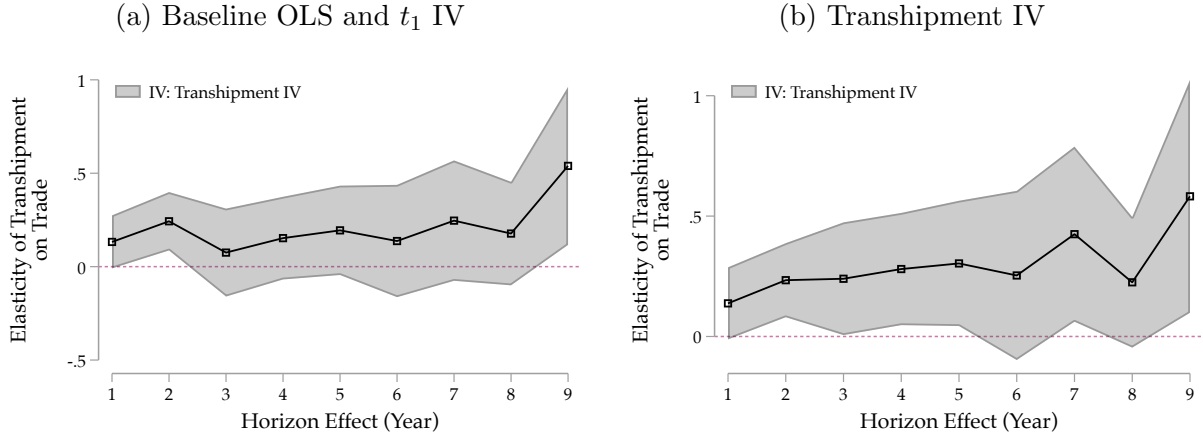 (a) Baseline OLS and t₁ IV
IV: Transhipment IV
Elasticity of Transhipment
on Trade
1
.5
0
-.5
1 2 3 4 5 6 7 8 9
Horizon Effect (Year)
(b) Transhipment IV
IV: Transhipment IV
Elasticity of Transhipment
on Trade
1
.5
0
1 2 3 4 5 6 7 8 9
Horizon Effect (Year)